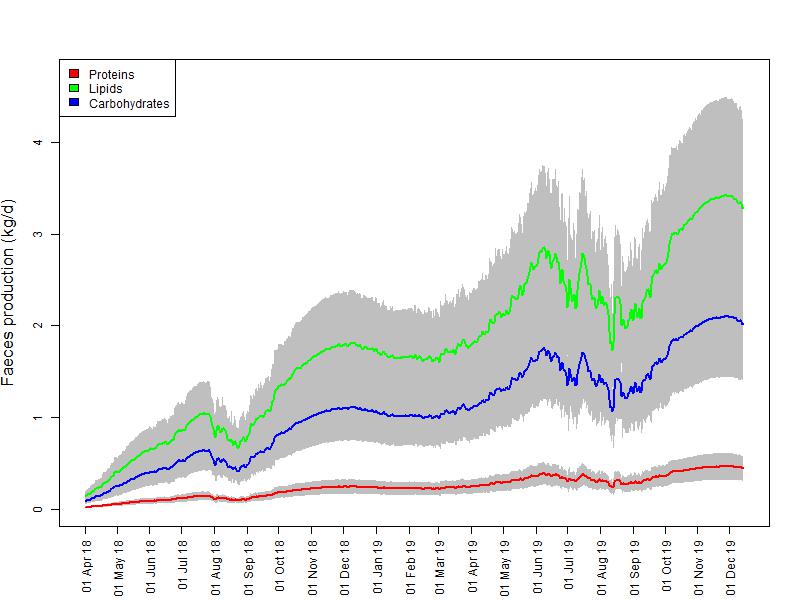 Proteins
Lipids
Carbohydrates
Faeces production (kg/d)
4
3
2
1
0
01 Apr 18
01 May 18
01 Jun 18
01 Jul 18
01 Aug 18
01 Sep 18
01 Oct 18
01 Nov 18
01 Dec 18
01 Jan 19
01 Feb 19
01 Mar 19
01 Apr 19
01 May 19
01 Jun 19
01 Jul 19
01 Aug 19
01 Sep 19
01 Oct 19
01 Nov 19
01 Dec 19